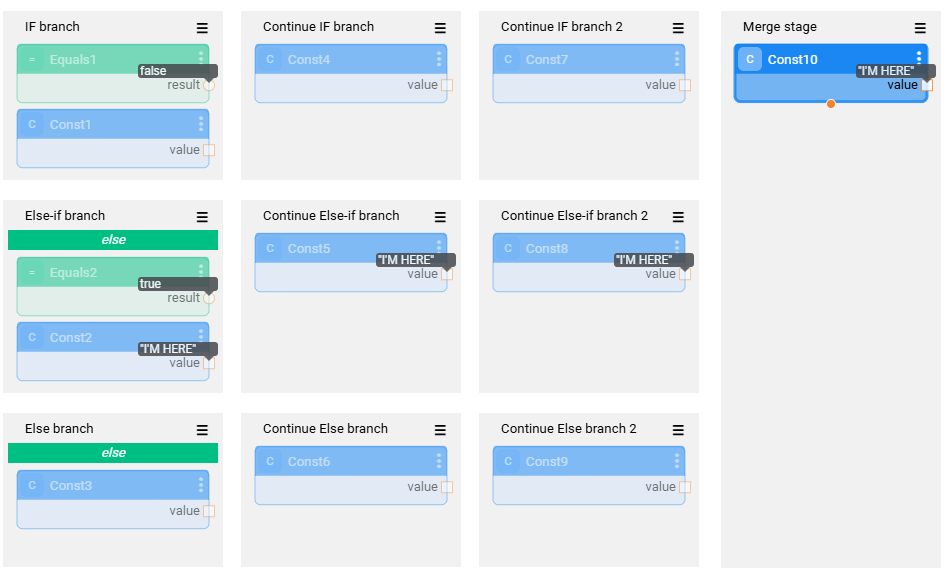 IF branch
Continue IF branch
Continue IF branch 2
Merge stage
= Equals1
C Const4
C Const7
C Const10
false
"I'M HERE"
result
value
value
value
C Const1
value
Else-if branch
Continue Else-if branch
Continue Else-if branch 2
else
C Const5
C Const8
"I'M HERE"
"I'M HERE"
= Equals2
value
value
true
result
C Const2
"I'M HERE"
value
Else branch
Continue Else branch
Continue Else branch 2
else
C Const6
C Const9
C Const3
value
value
value